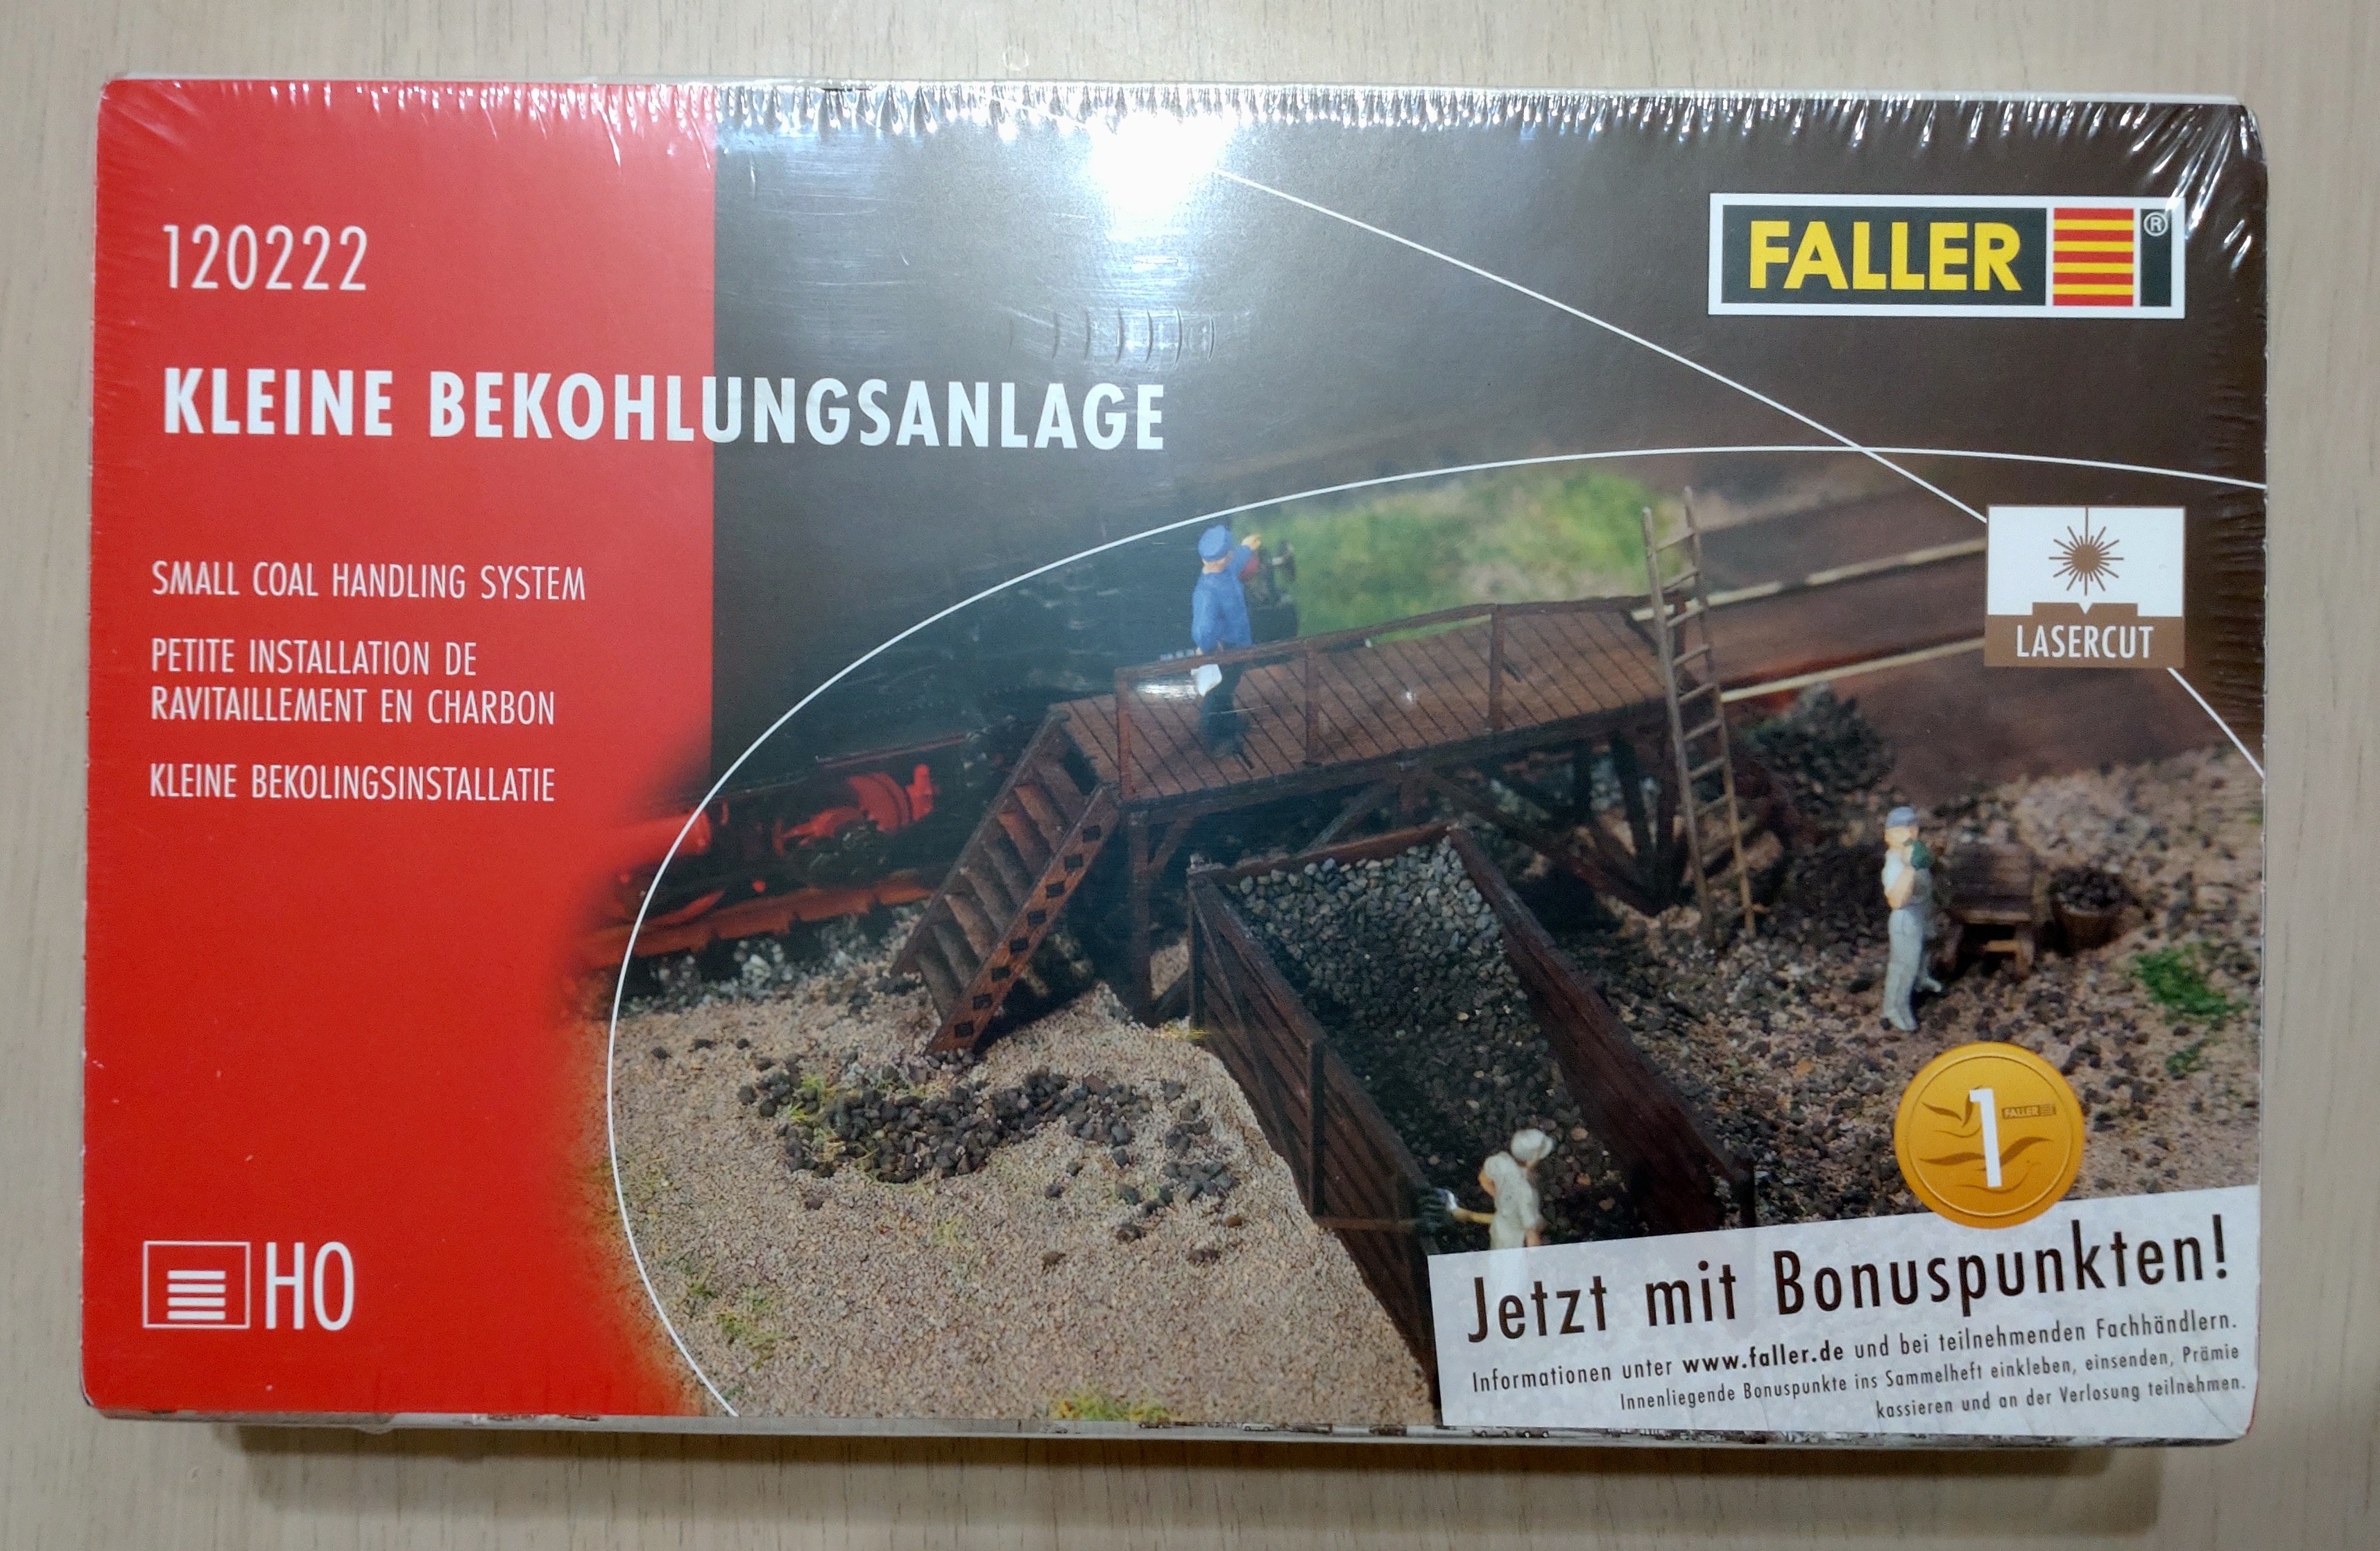 120222
FALLER ®
KLEINE BEKOHLUNGSANLAGE
SMALL COAL HANDLING SYSTEM
PETITE INSTALLATION DE
RAVITAILLEMENT EN CHARBON
KLEINE BEKOLINGSINSTALLATIE
LASERCUT
H0
1
FALLER
Jetzt mit Bonuspunkten!
Informationen unter www.faller.de und bei teilnehmenden Fachhändlern.
Innenliegende Bonuspunkte ins Sammelheft einkleben, einsenden, Prämie
kassieren und an der Verlosung teilnehmen.